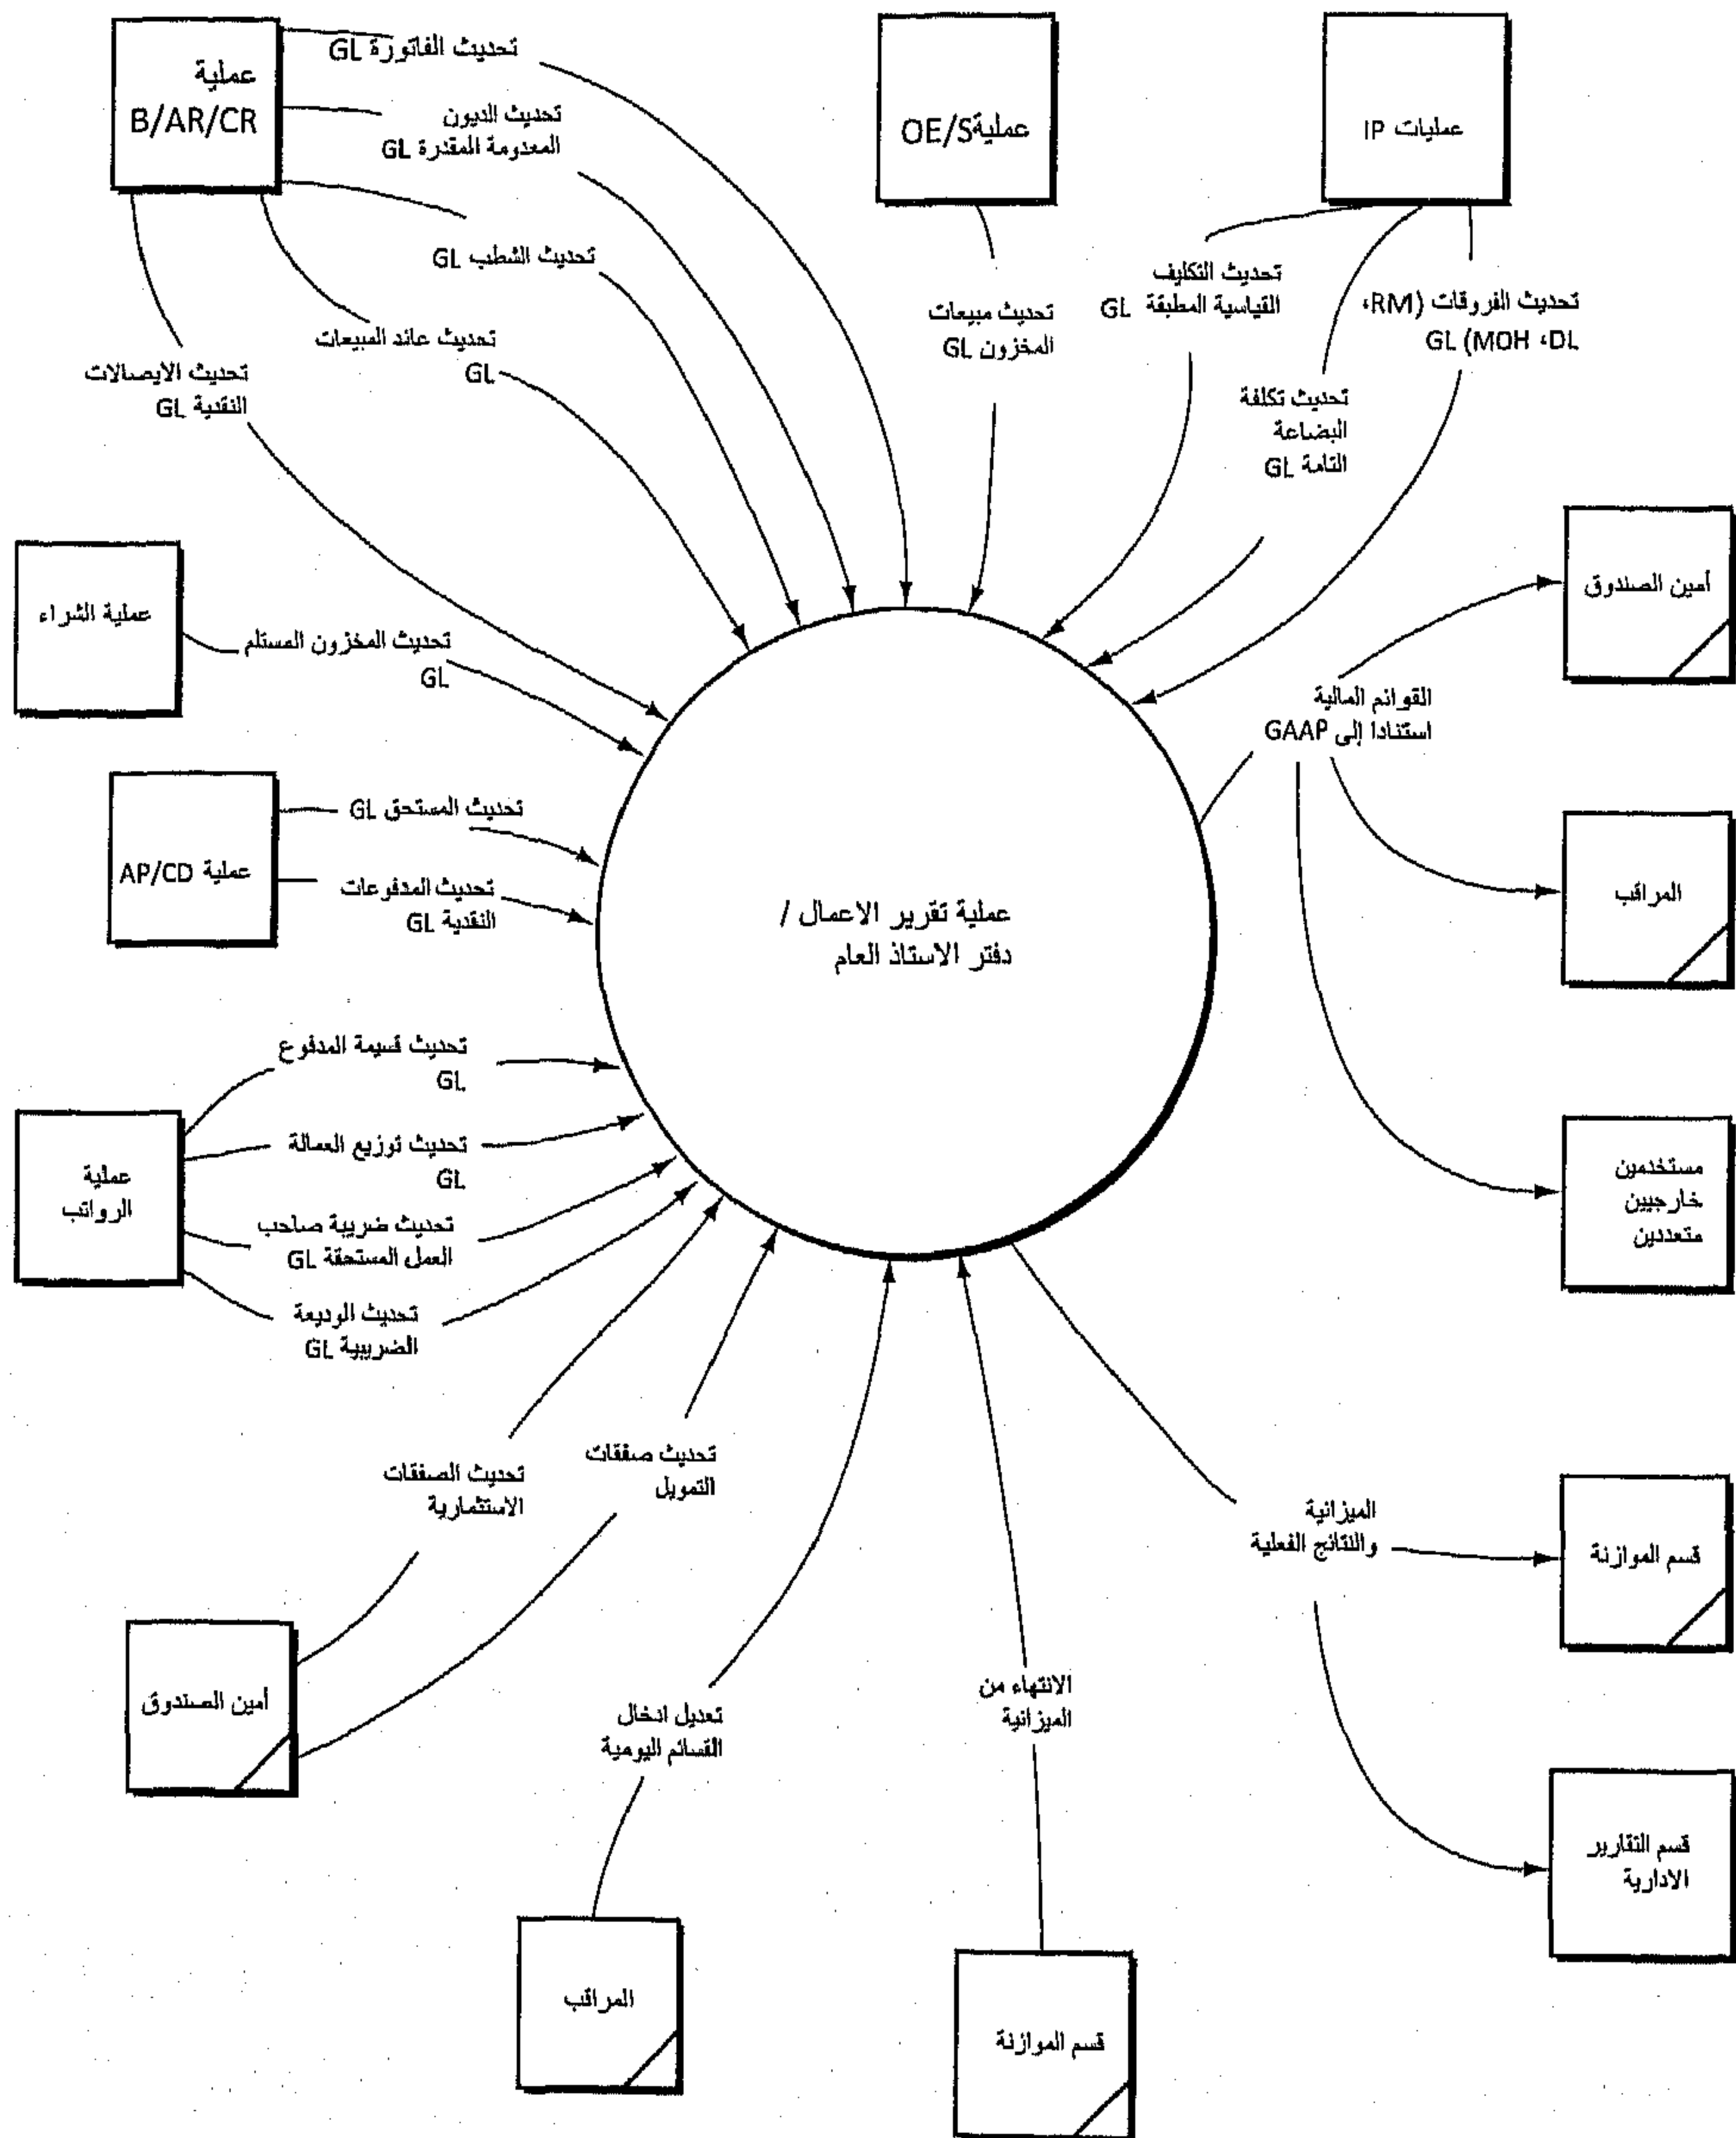 عملية
B/AR/CR
تحديث الفاتورة GL
تحديث الديون
المعدومة المقدرة GL
تحديث الشطب GL
تحديث عائد المبيعات
GL
تحديث الايصالات
النقدية GL
عملية OE/S
تحديث مبيعات
المخزون GL
عمليات IP
تحديث التكليف
القياسية المطبقة GL
تحديث تكلفة
البضاعة
التامة GL
تحديث الفروقات (RM،
DL، MOH) GL
عملية الشراء
تحديث المخزون المستلم
GL
عملية AP/CD
تحديث المستحق GL
تحديث المدفوعات
النقدية GL
عملية تقرير الاعمال /
دفتر الاستاذ العام
القوائم المالية
استنادا إلى GAAP
أمين الصندوق
المراقب
مستخدمين
خارجيين
متعددين
عملية
الرواتب
تحديث قسيمة المدفوع
GL
تحديث توزيع العمالة
GL
تحديث ضريبة صاحب
العمل المستحقة GL
تحديث الوديعة
الضريبية GL
تحديث الصفقات
الاستثمارية
تحديث صفقات
التمويل
أمين الصندوق
تعديل ادخال
القسائم اليومية
المراقب
الانتهاء من
الميزانية
قسم الموازنة
الميزانية
والنتائج الفعلية
قسم الموازنة
قسم التقارير
الادارية